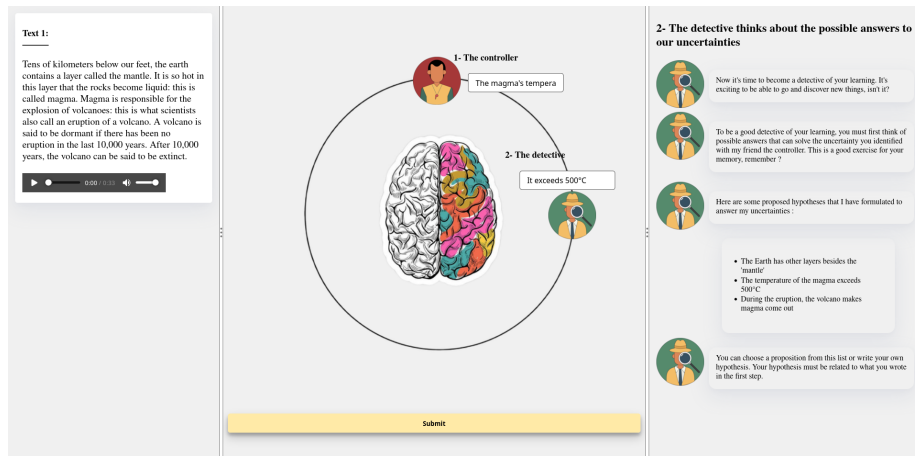 Text 1:
Tens of kilometers below our feet, the earth
contains a layer called the mantle. It is so hot in
this layer that the rocks become liquid: this is
called magma. Magma is responsible for the
explosion of volcanoes: this is what scientists
also call an eruption of a volcano. A volcano is
said to be dormant if there has been no
eruption in the last 10,000 years. After 10,000
years, the volcano can be said to be extinct.
0:00 / 0:33
1- The controller
The magma's tempera
2- The detective
It exceeds 500°C
Submit
2- The detective thinks about the possible answers to
our uncertainties
Now it's time to become a detective of your learning. It's
exciting to be able to go and discover new things, isn't it?
To be a good detective of your learning, you must first think of
possible answers that can solve the uncertainty you identified
with my friend the controller. This is a good exercise for your
memory, remember ?
Here are some proposed hypotheses that I have formulated to
answer my uncertainties :
• The Earth has other layers besides the
'mantle'
• The temperature of the magma exceeds
500°C
• During the eruption, the volcano makes
magma come out
You can choose a proposition from this list or write your own
hypothesis. Your hypothesis must be related to what you wrote
in the first step.